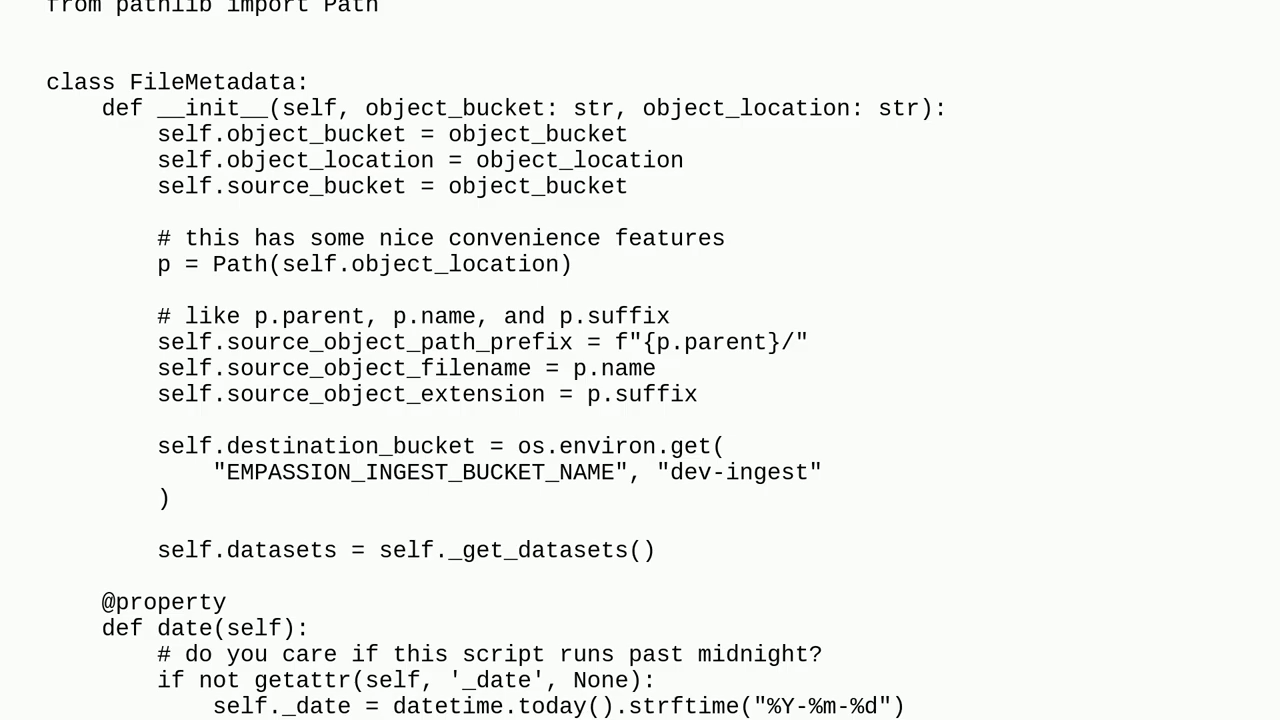 from pathlib import Path
class FileMetadata:
    def __init__(self, object_bucket: str, object_location: str):
        self.object_bucket = object_bucket
        self.object_location = object_location
        self.source_bucket = object_bucket
        # this has some nice convenience features
        p = Path(self.object_location)
        # like p.parent, p.name, and p.suffix
        self.source_object_path_prefix = f"{p.parent}/"
        self.source_object_filename = p.name
        self.source_object_extension = p.suffix
        self.destination_bucket = os.environ.get(
            "EMPASSION_INGEST_BUCKET_NAME", "dev-ingest"
        )
        self.datasets = self._get_datasets()
    @property
    def date(self):
        # do you care if this script runs past midnight?
        if not getattr(self, '_date', None):
            self._date = datetime.today().strftime("%Y-%m-%d")